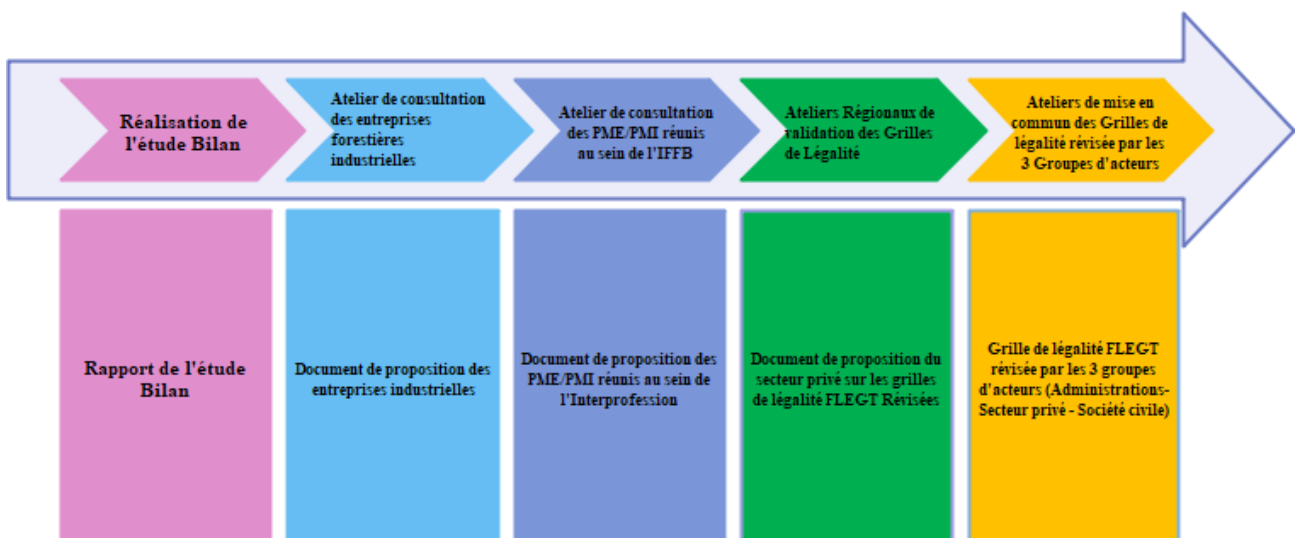 Réalisation de
l'étude Bilan
Atelier de consultation
des entreprises
forestières
industrielles
Atelier de consultation
des PME/PMI réunis
au sein de l'IFFB
Ateliers Régionaux de
validation des Grilles
de Légalité
Ateliers de mise en
commun des Grilles de
légalité révisée par les
3 Groupes d'acteurs
Rapport de l'étude
Bilan
Document de proposition des
entreprises industrielles
Document de proposition des
PME/PMI réunis au sein de
l'Interprofession
Document de proposition du
secteur privé sur les grilles
de légalité FLEGT Révisées
Grille de légalité FLEGT
révisée par les 3 groupes
d'acteurs (Administrations-
Secteur privé - Société civile)